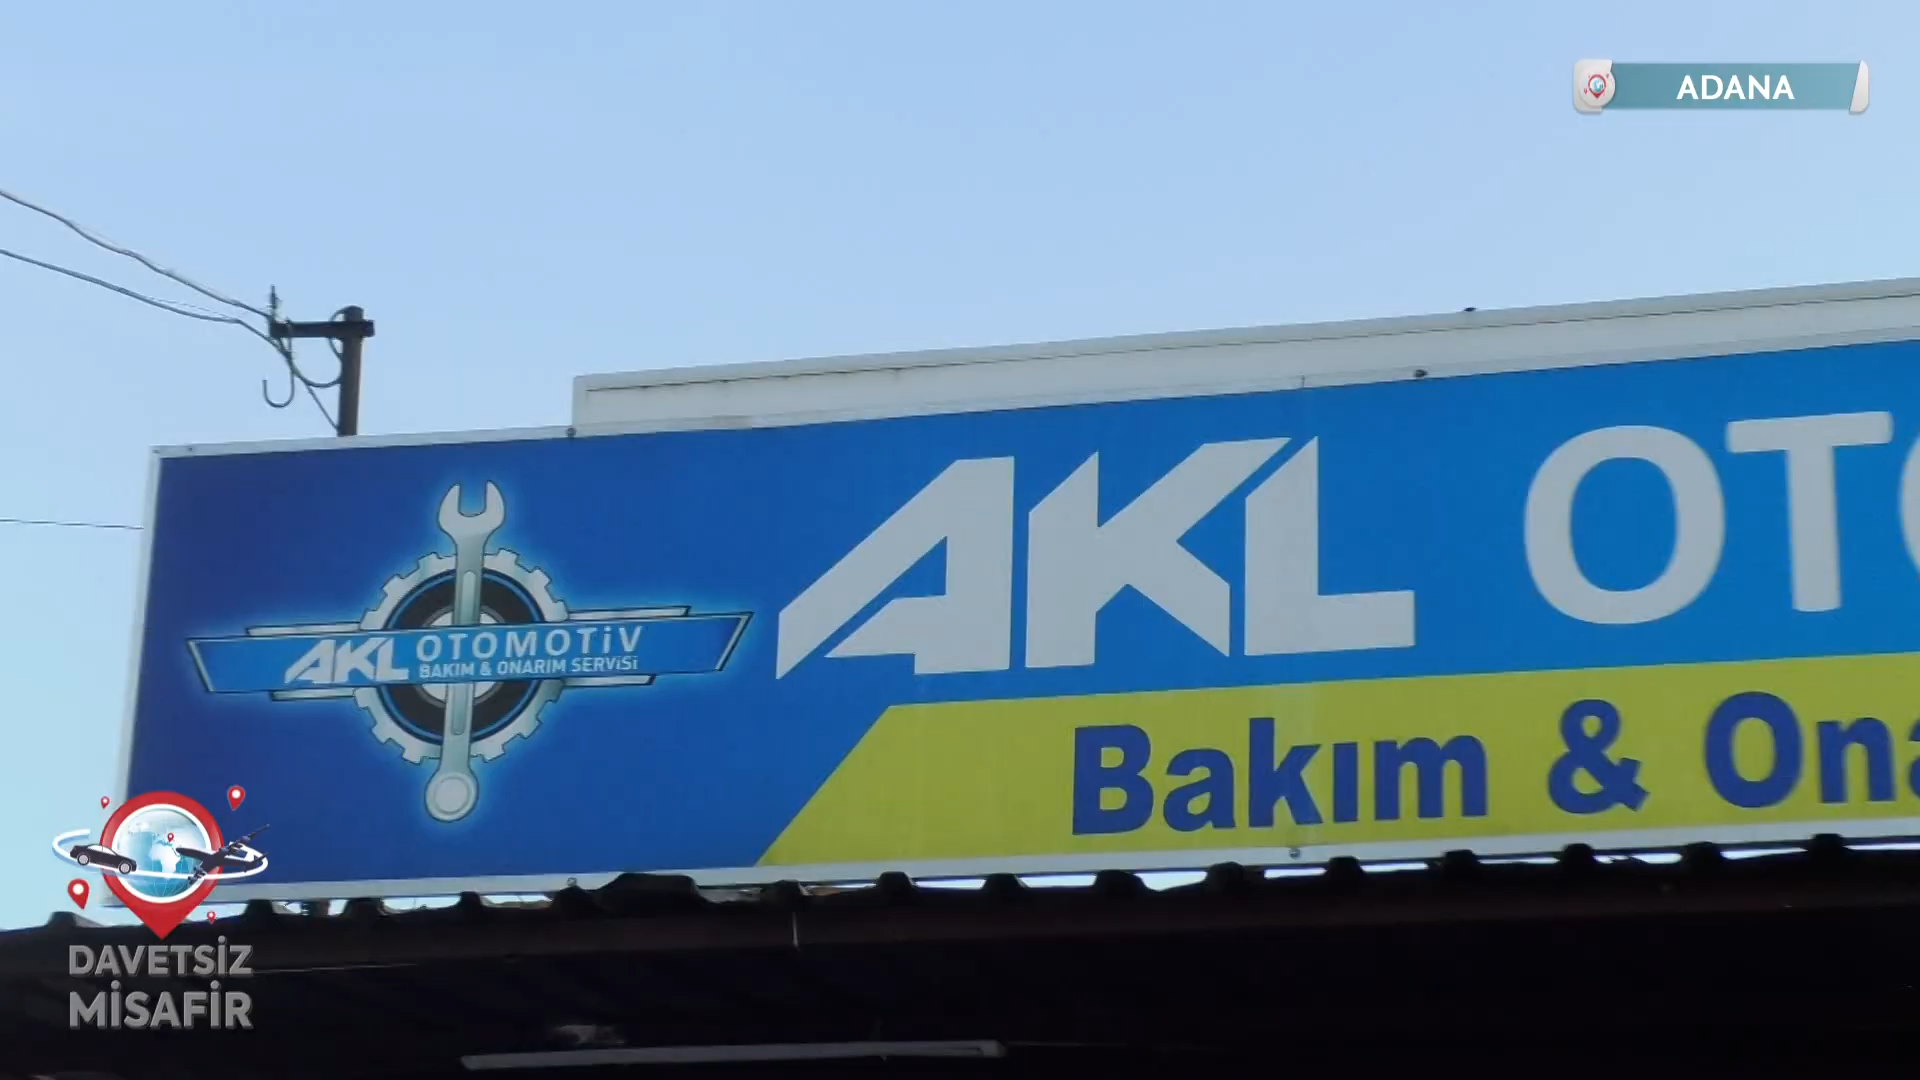 ADANA
AKL OTO
AKL OTOMOTİV
BAKIM & ONARIM SERVİSİ
Bakım & Ona
DAVETSİZ
MİSAFİR